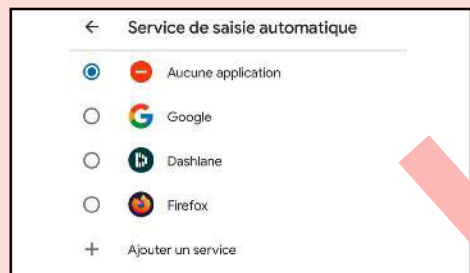 Service de saisie automatique
Aucune application
Google
Dashlane
Firefox
Ajouter un service